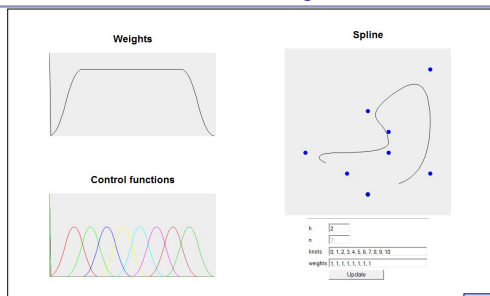 Weights
Spline
Control functions
k 2
n 7
knots 0, 1, 2, 3, 4, 5, 6, 7, 8, 9, 10
weights 1, 1, 1, 1, 1, 1, 1, 1
Update